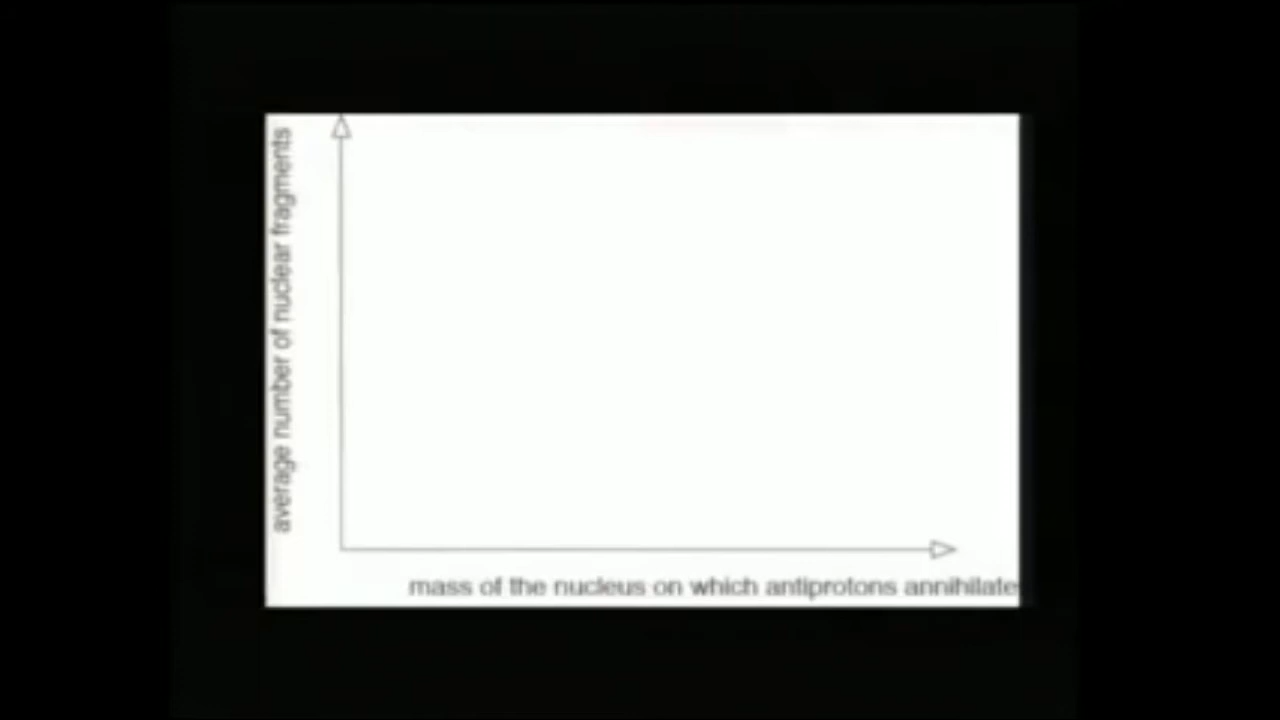 average number of nuclear fragments
mass of the nucleus on which antiprotons annihilate